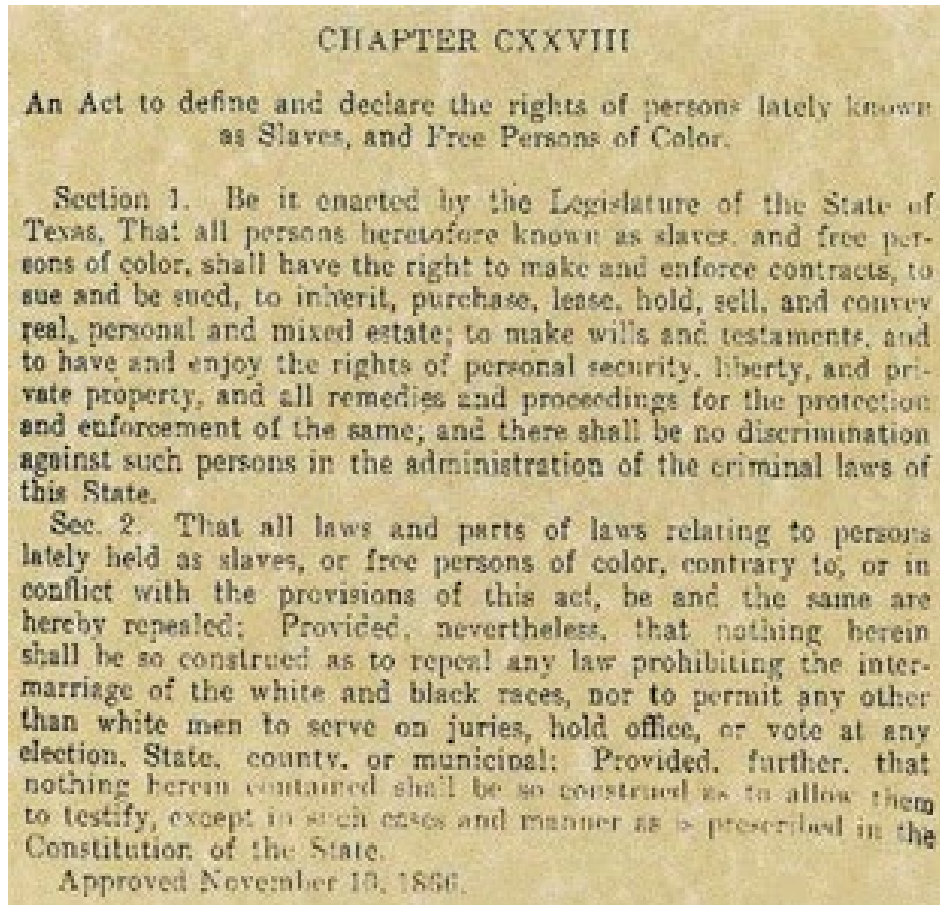 CHAPTER CXXVIII
An Act to define and declare the rights of persons lately known
as Slaves, and Free Persons of Color.
Section 1. Be it enacted by the Legislature of the State of
Texas, That all persons heretofore known as slaves, and free per-
sons of color, shall have the right to make and enforce contracts, to
sue and be sued, to inherit, purchase, lease, hold, sell, and convey
real, personal and mixed estate; to make wills and testaments, and
to have and enjoy the rights of personal security, liberty, and pri-
vate property, and all remedies and proceedings for the protection
and enforcement of the same; and there shall be no discrimination
against such persons in the administration of the criminal laws of
this State.
Sec. 2. That all laws and parts of laws relating to persons
lately held as slaves, or free persons of color, contrary to, or in
conflict with the provisions of this act, be and the same are
hereby repealed; Provided, nevertheless, that nothing herein
shall be so construed as to repeal any law prohibiting the inter-
marriage of the white and black races, nor to permit any other
than white men to serve on juries, hold office, or vote at any
election, State, county, or municipal: Provided, further, that
nothing herein contained shall be so construed as to allow them
to testify, except in such cases and manner as is prescribed in the
Constitution of the State.
Approved November 10, 1866.